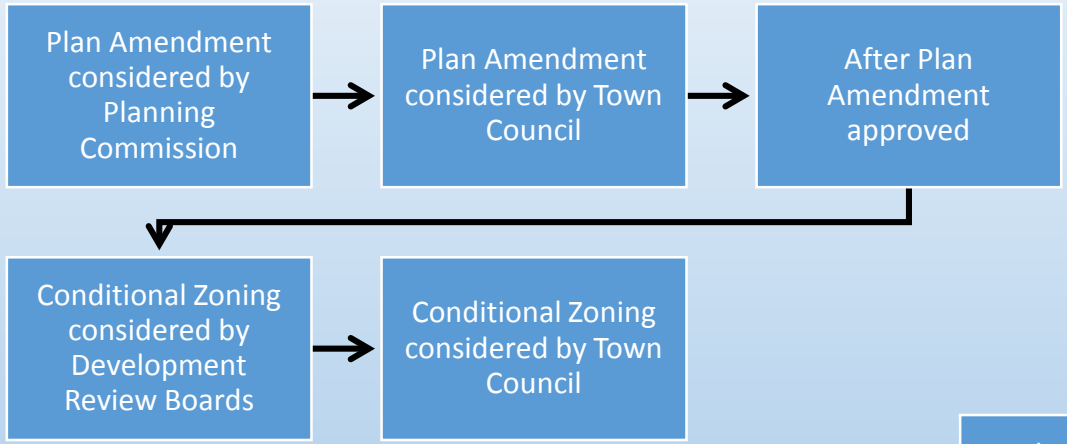 Plan Amendment
considered by
Planning
Commission
Plan Amendment
considered by Town
Council
After Plan
Amendment
approved
Conditional Zoning
considered by
Development
Review Boards
Conditional Zoning
considered by Town
Council